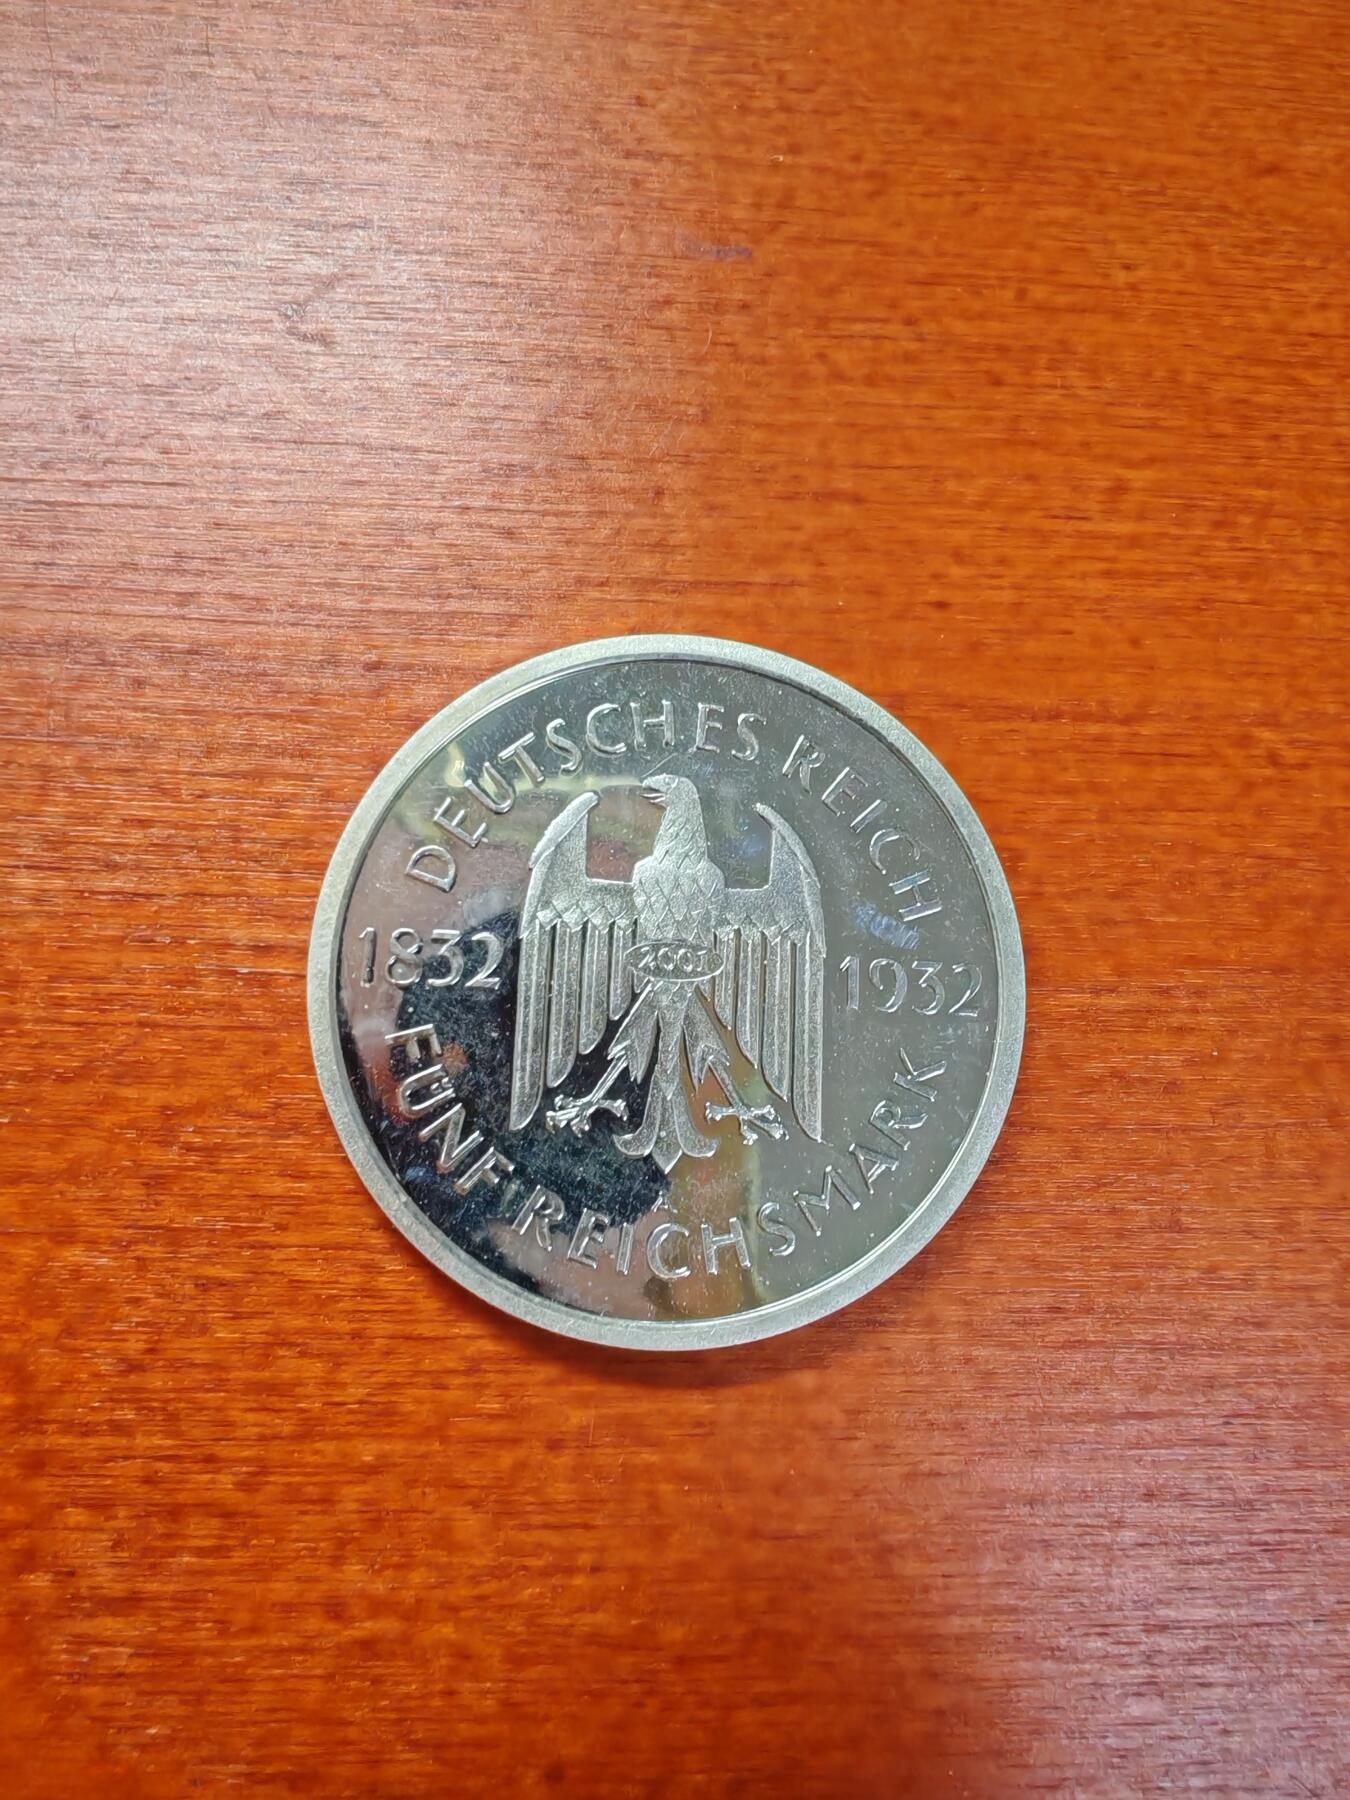 DEUTSCHES REICH
1832
1932
2001
FÜNF REICHSMARK